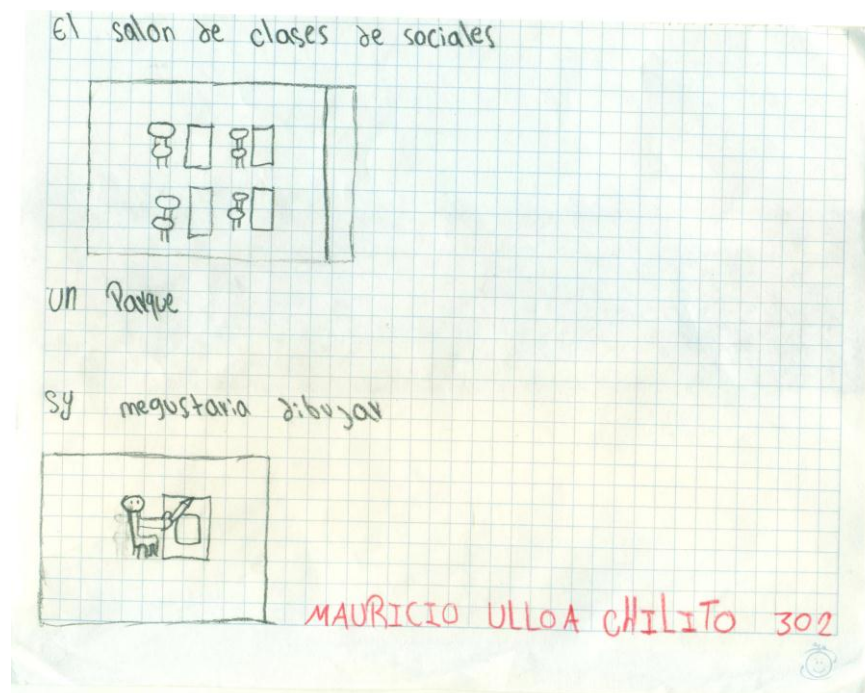 El salon de clases de sociales
un Parque
sy megustaria dibujar
MAURICIO ULLOA CHILITO 302